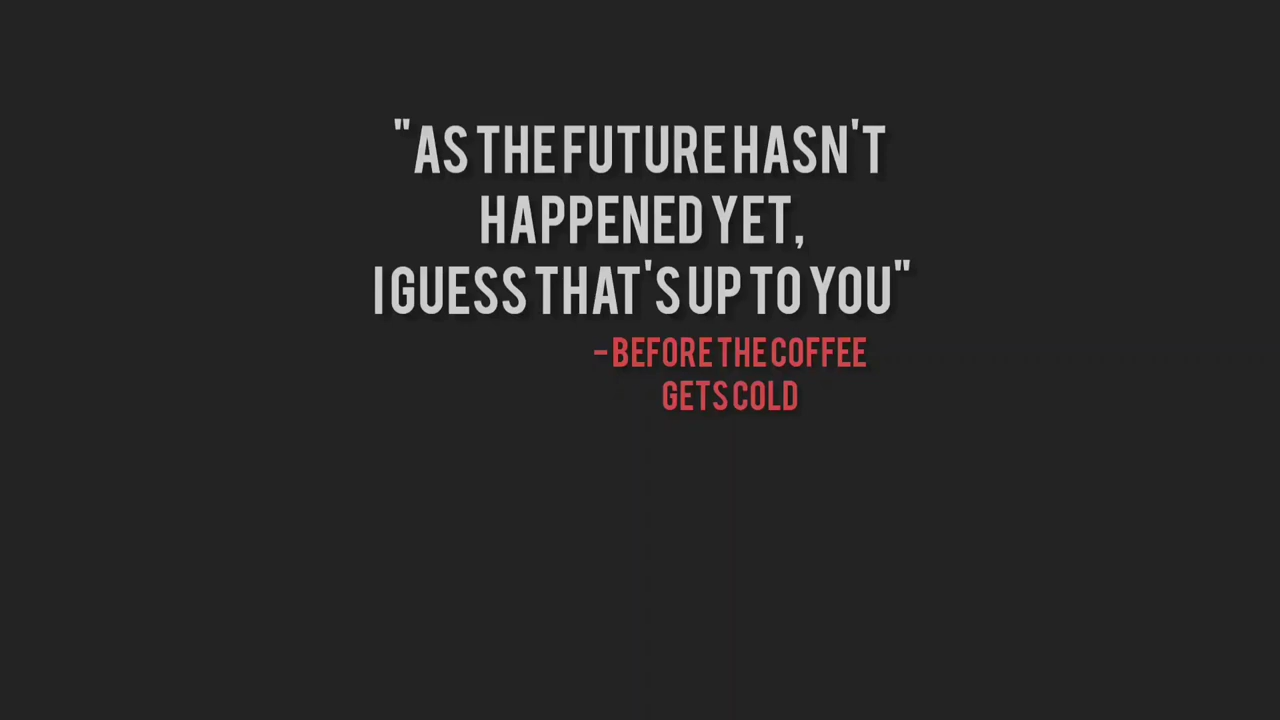 "AS THE FUTURE HASN'T
HAPPENED YET,
I GUESS THAT'S UP TO YOU"
- BEFORE THE COFFEE
GETS COLD